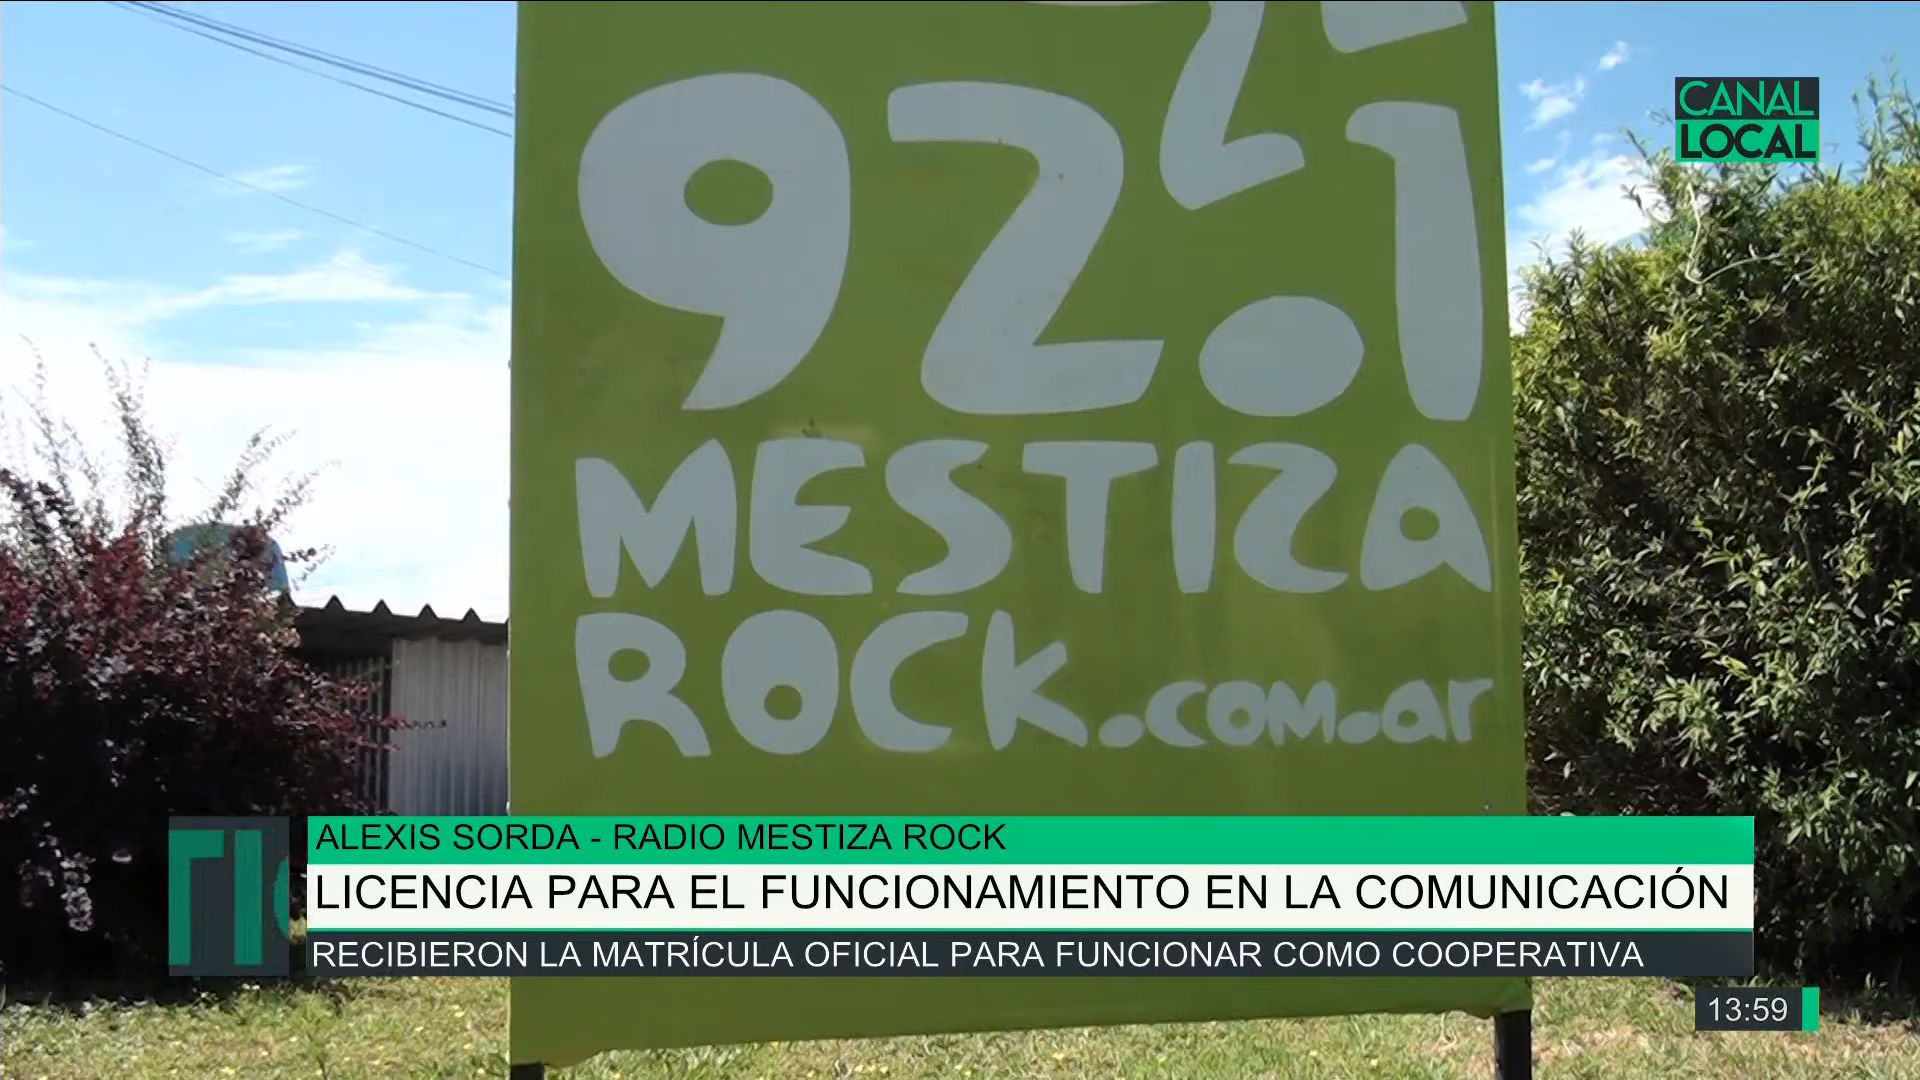 CANAL
LOCAL
92.1
MESTIZA
ROCK.com.ar
ALEXIS SORDA - RADIO MESTIZA ROCK
LICENCIA PARA EL FUNCIONAMIENTO EN LA COMUNICACIÓN
RECIBIERON LA MATRÍCULA OFICIAL PARA FUNCIONAR COMO COOPERATIVA
13:59